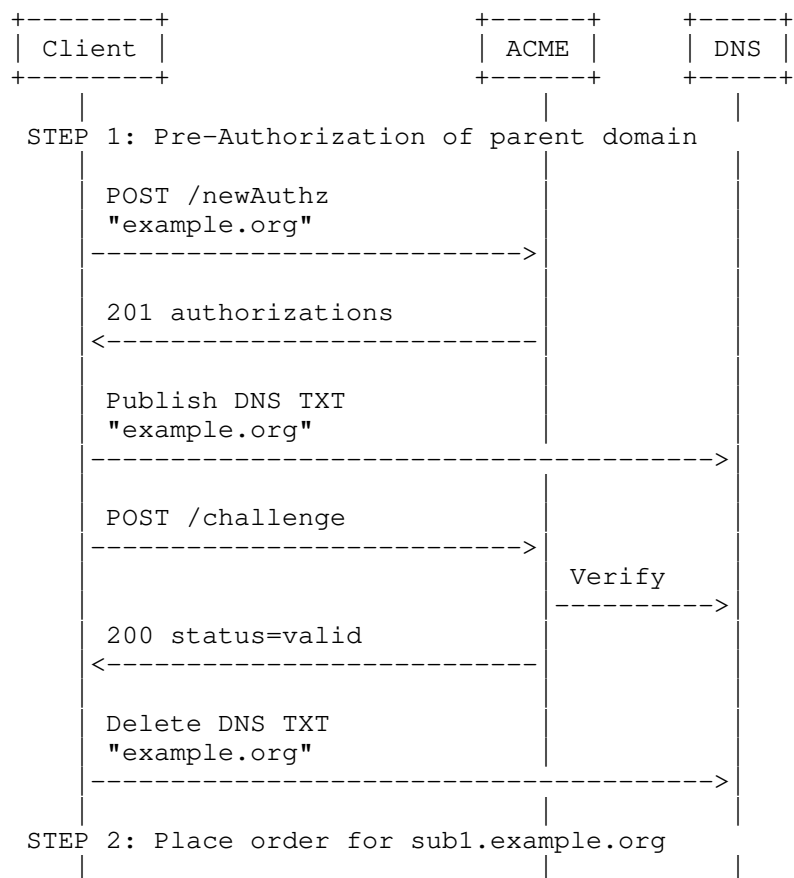 Client ACME DNS
STEP 1: Pre-Authorization of parent domain
POST /newAuthz
"example.org"
201 authorizations
Publish DNS TXT
"example.org"
POST /challenge
Verify
200 status=valid
Delete DNS TXT
"example.org"
STEP 2: Place order for sub1.example.org